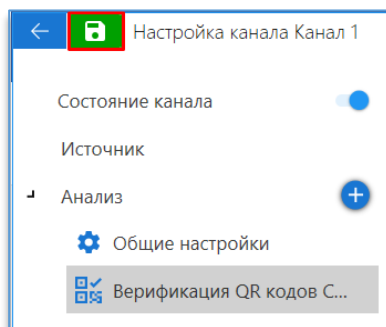 Настройка канала Канал 1
Состояние канала
Источник
Анализ
Общие настройки
Верификация QR кодов С...